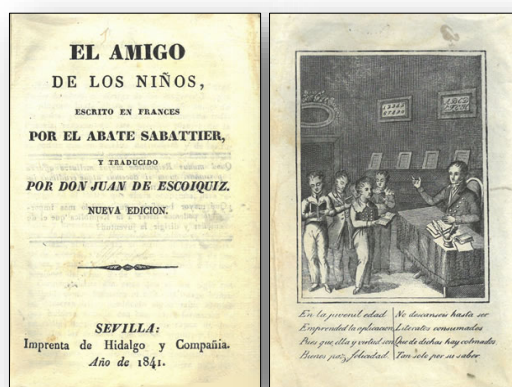 EL AMIGO
DE LOS NIÑOS,
ESCRITO EN FRANCES
POR EL ABATE SABATTIER,
Y TRADUCIDO
POR DON JUAN DE ESCOIQUIZ.
NUEVA EDICION.
SEVILLA:
Imprenta de Hidalgo y Compañía.
Año de 1841.
En la juvenil edad
Emprended la aplicacion
Pues que ella y virtud son
Bienes paz, felicidad.
No descanseis hasta ser
Literatos consumados
Que de dichas hay colmados
Tan solo por su saber